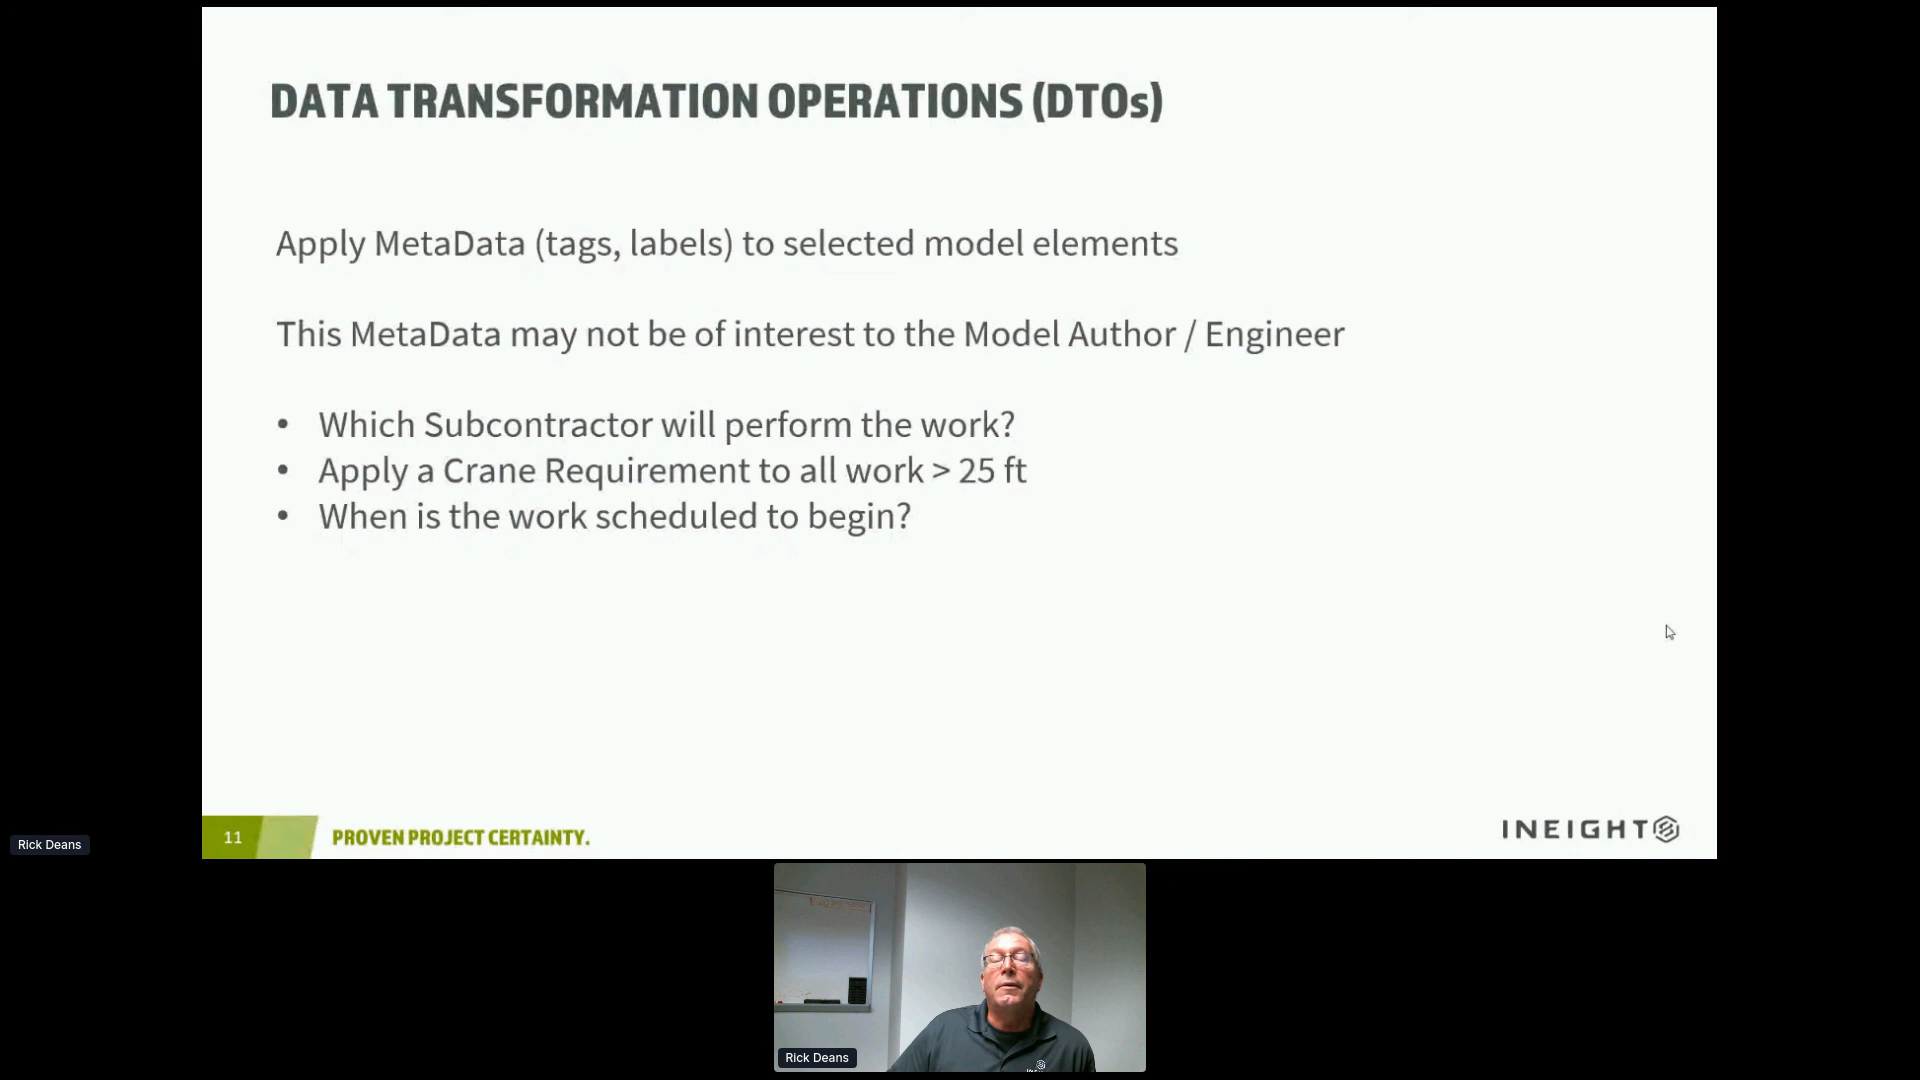 DATA TRANSFORMATION OPERATIONS (DTOs)
Apply MetaData (tags, labels) to selected model elements
This MetaData may not be of interest to the Model Author / Engineer
• Which Subcontractor will perform the work?
• Apply a Crane Requirement to all work > 25 ft
• When is the work scheduled to begin?
11
PROVEN PROJECT CERTAINTY.
INEIGHT
Rick Deans
Rick Deans